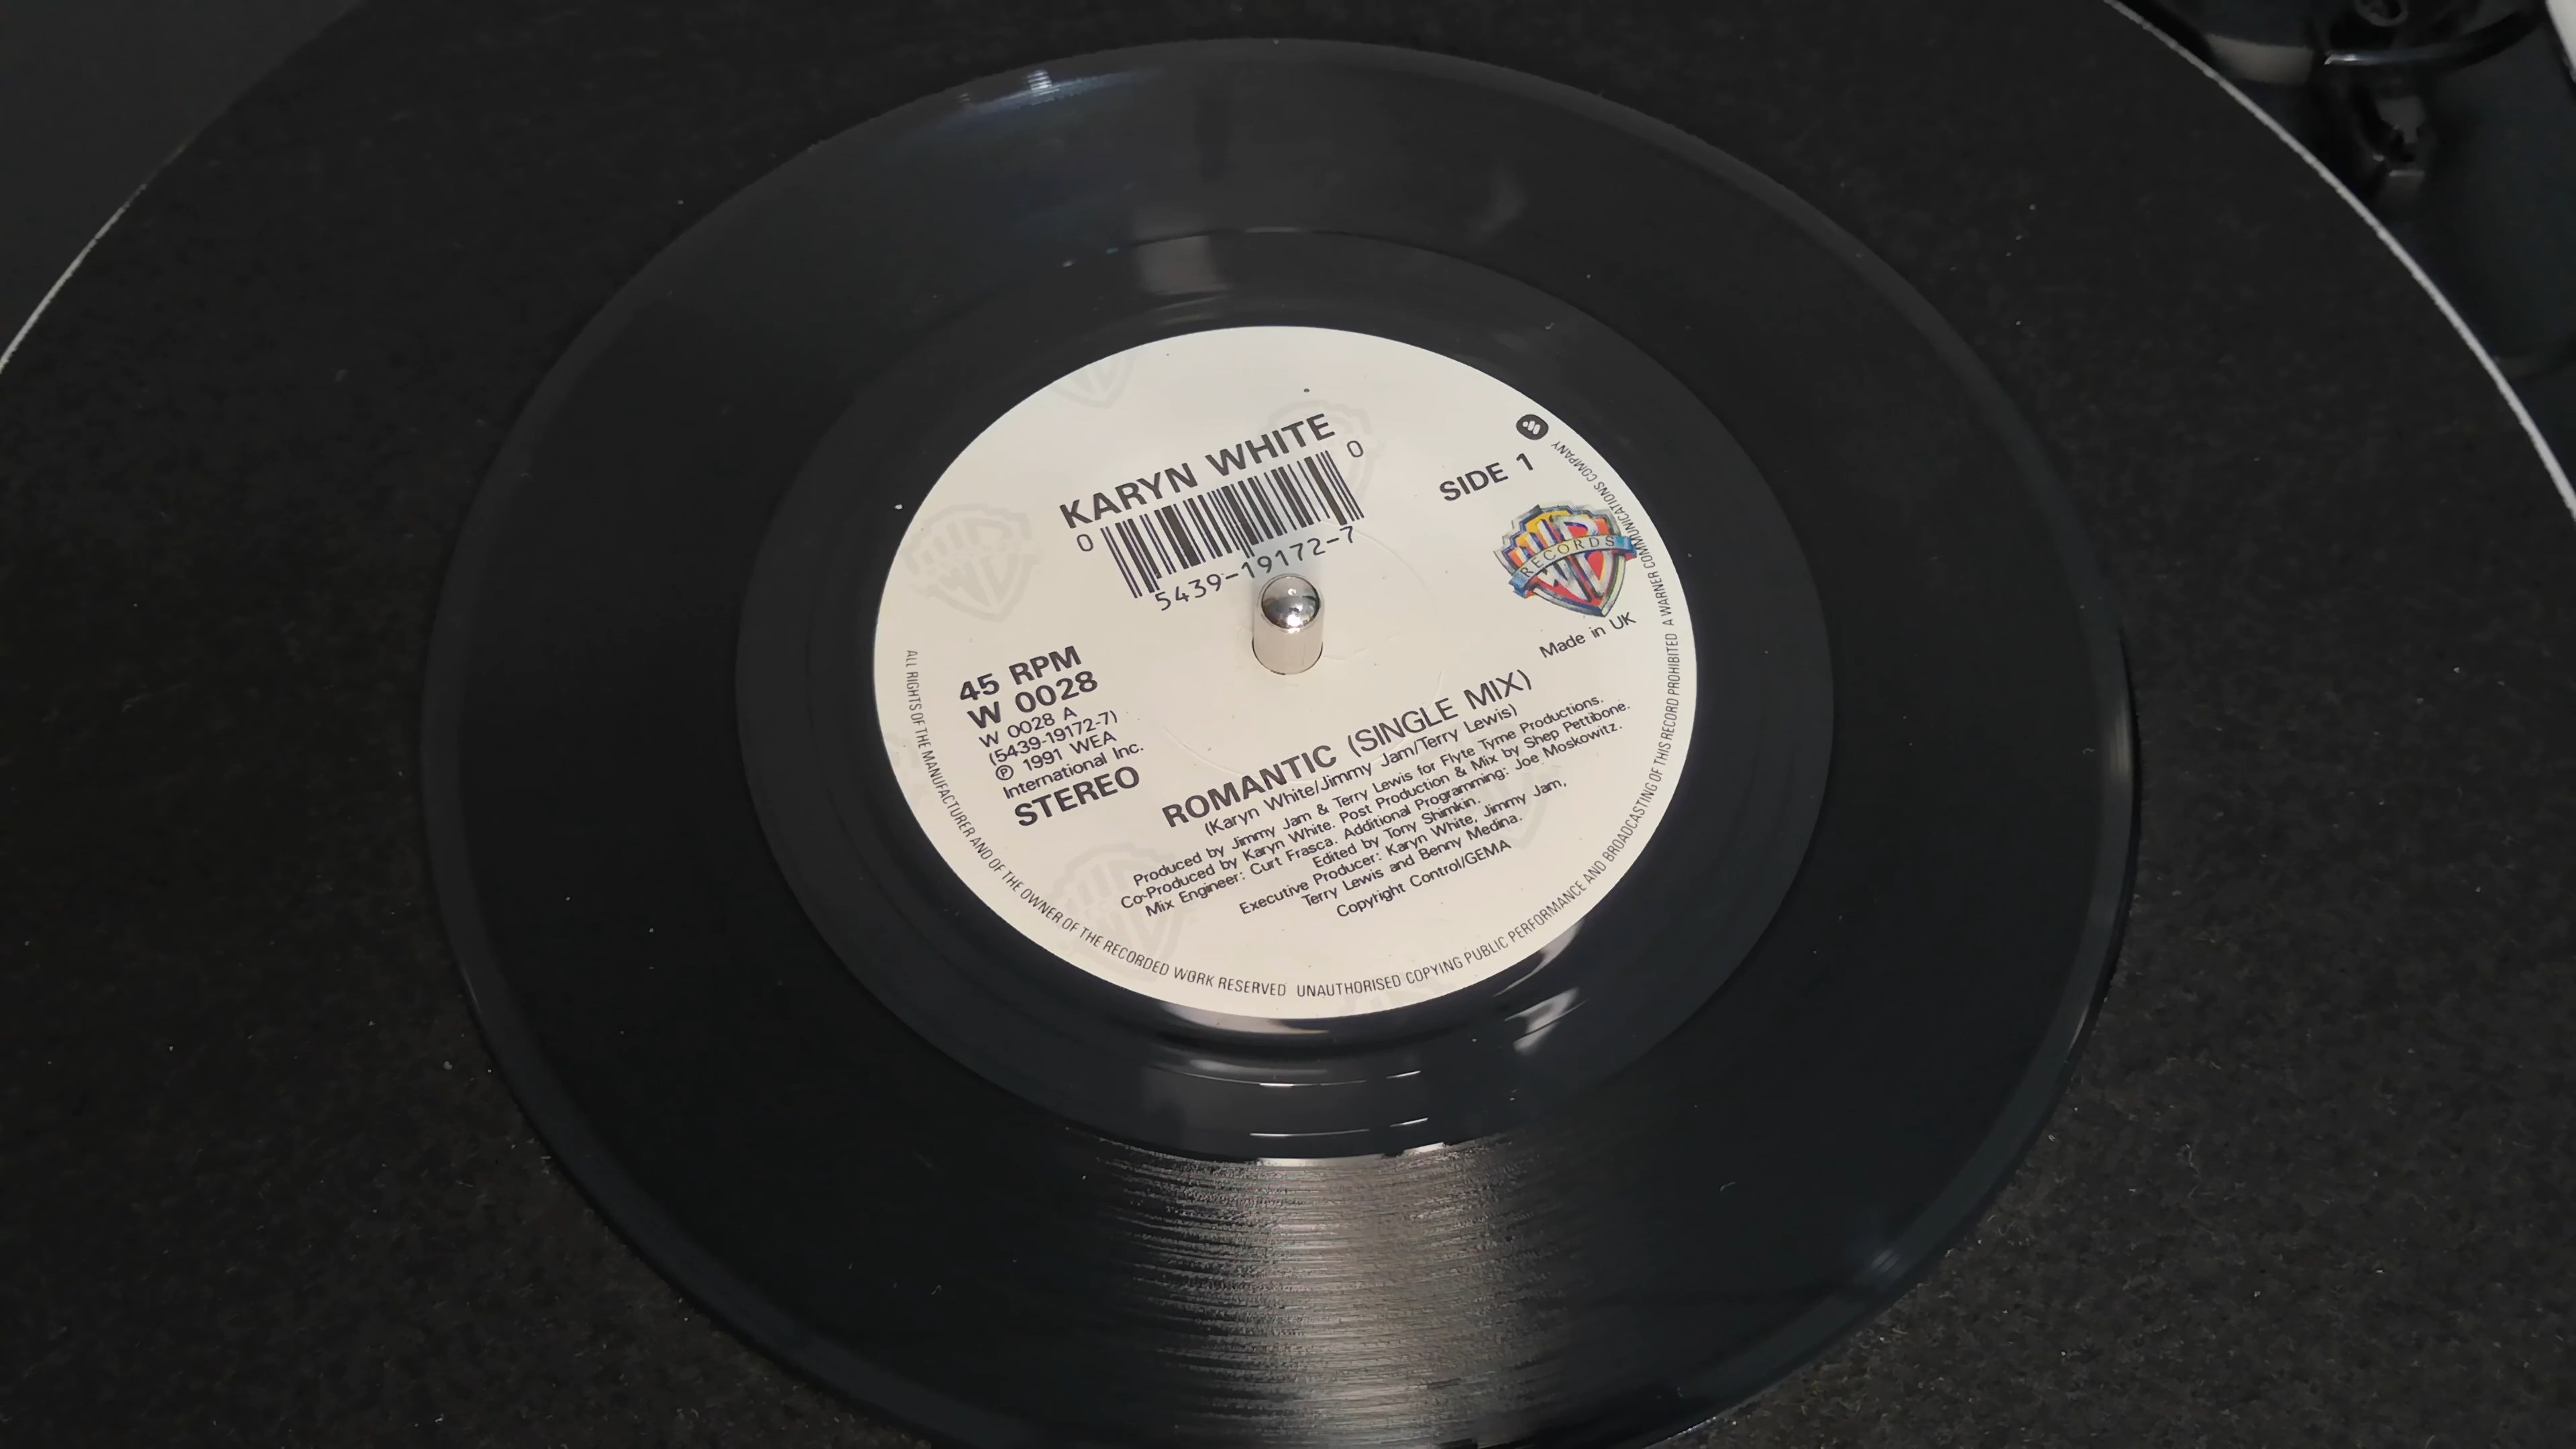 KARYN WHITE
0 0
5439-19172-7
SIDE 1
RECORDS
Made in UK
45 RPM
W 0028
W 0028 A
(5439-19172-7)
℗ 1991 WEA
International Inc.
STEREO
ROMANTIC (SINGLE MIX)
(Karyn White/Jimmy Jam/Terry Lewis)
Produced by Jimmy Jam & Terry Lewis for Flyte Tyme Productions.
Co-Produced by Karyn White. Post Production & Mix by Shep Pettibone.
Mix Engineer: Curt Frasca. Additional Programming: Joe Moskowitz.
Edited by Tony Shimkin.
Executive Producer: Karyn White, Jimmy Jam,
Terry Lewis and Benny Medina.
Copyright Control/GEMA
ALL RIGHTS OF THE MANUFACTURER AND OF THE OWNER OF THE RECORDED WORK RESERVED UNAUTHORISED COPYING PUBLIC PERFORMANCE AND BROADCASTING OF THIS RECORD PROHIBITED A WARNER COMMUNICATIONS COMPANY